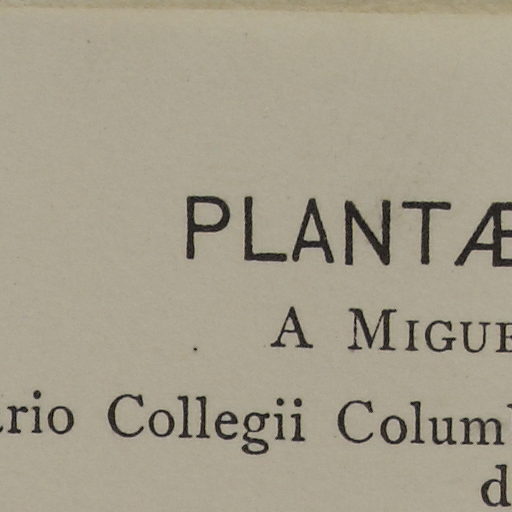 PLANTÆ
A MIGUE
rio Collegii Colum
d